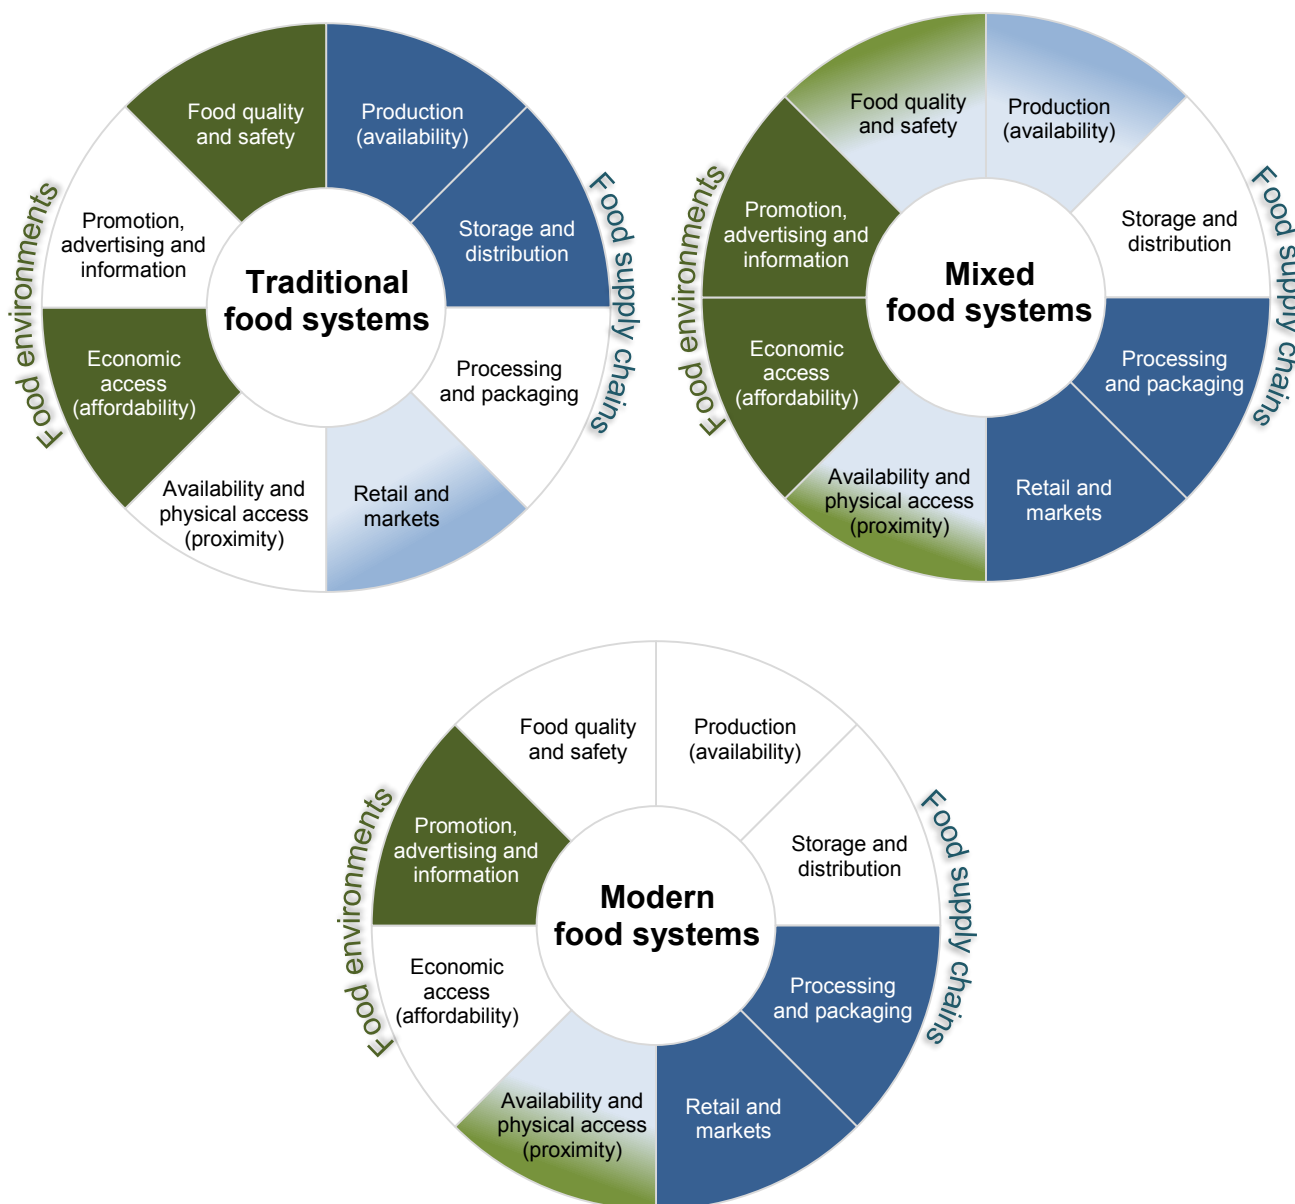 Food quality
and safety
Production
(availability)
Storage and
distribution
Processing
and packaging
Retail and
markets
Availability and
physical access
(proximity)
Economic
access
(affordability)
Promotion,
advertising and
information
Traditional
food systems
Food environments
Food supply chains
Food quality
and safety
Production
(availability)
Storage and
distribution
Processing
and packaging
Retail and
markets
Availability and
physical access
(proximity)
Economic
access
(affordability)
Promotion,
advertising and
information
Mixed
food systems
Food environments
Food supply chains
Food quality
and safety
Production
(availability)
Storage and
distribution
Processing
and packaging
Retail and
markets
Availability and
physical access
(proximity)
Economic
access
(affordability)
Promotion,
advertising and
information
Modern
food systems
Food environments
Food supply chains